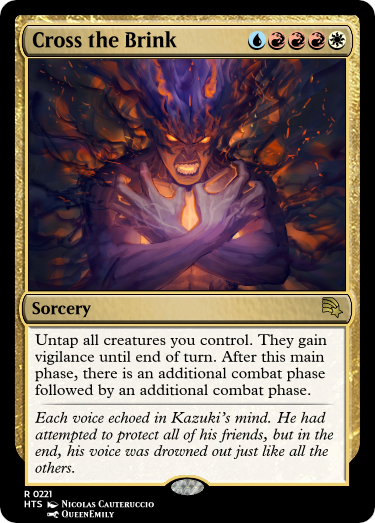 Cross the Brink
Sorcery
Untap all creatures you control. They gain
vigilance until end of turn. After this main
phase, there is an additional combat phase
followed by an additional combat phase.
Each voice echoed in Kazuki's mind. He had
attempted to protect all of his friends, but in the
end, his voice was drowned out just like all the
others.
R 0221
HTS Nicolas Cauteruccio
QueenEmily